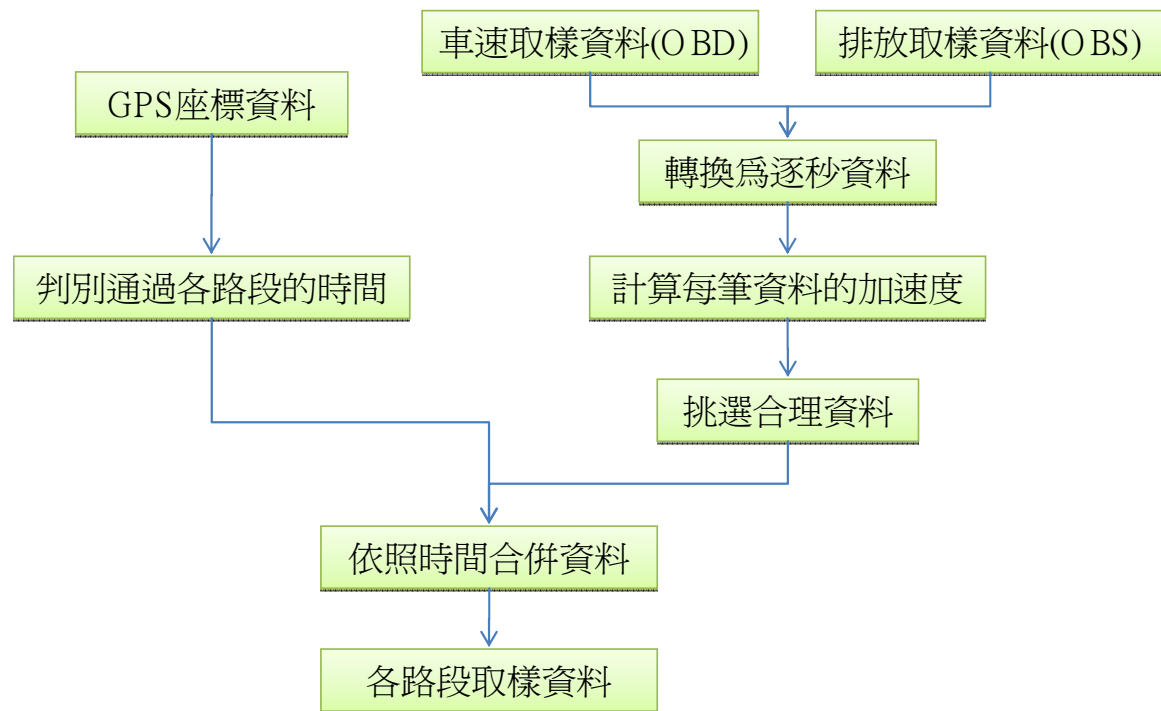 車速取樣資料(OBD)
排放取樣資料(OBS)
GPS座標資料
轉換爲逐秒資料
判別通過各路段的時間
計算每筆資料的加速度
挑選合理資料
依照時間合併資料
各路段取樣資料